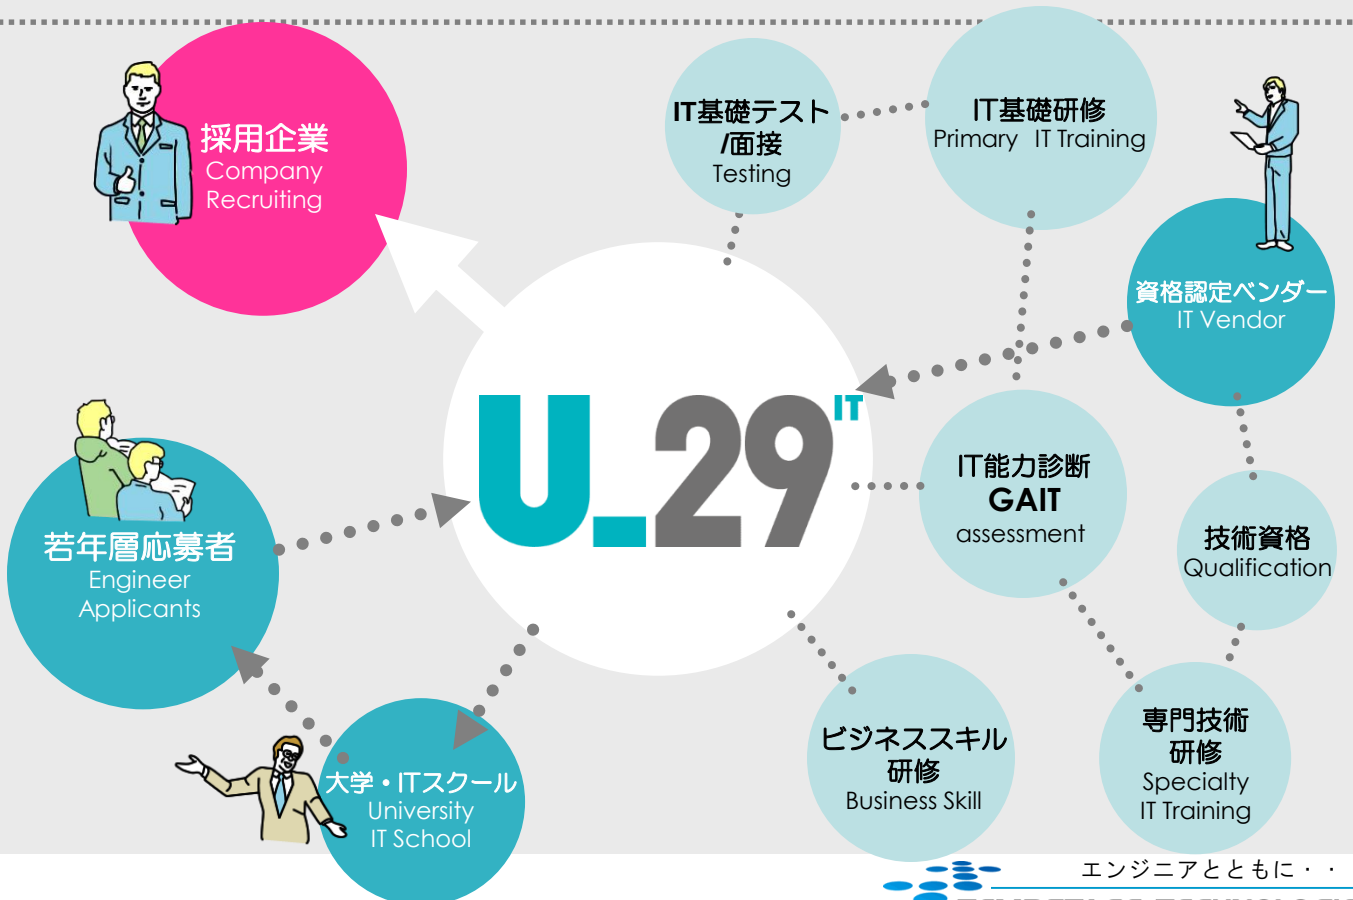 採用企業
Company
Recruiting
IT基礎テスト
/面接
Testing
IT基礎研修
Primary IT Training
資格認定ベンダー
IT Vendor
U_29 IT
IT能力診断
GAIT
assessment
技術資格
Qualification
若年層応募者
Engineer
Applicants
大学・ITスクール
University
IT School
ビジネススキル
研修
Business Skill
専門技術
研修
Specialty
IT Training
エンジニアとともに・・